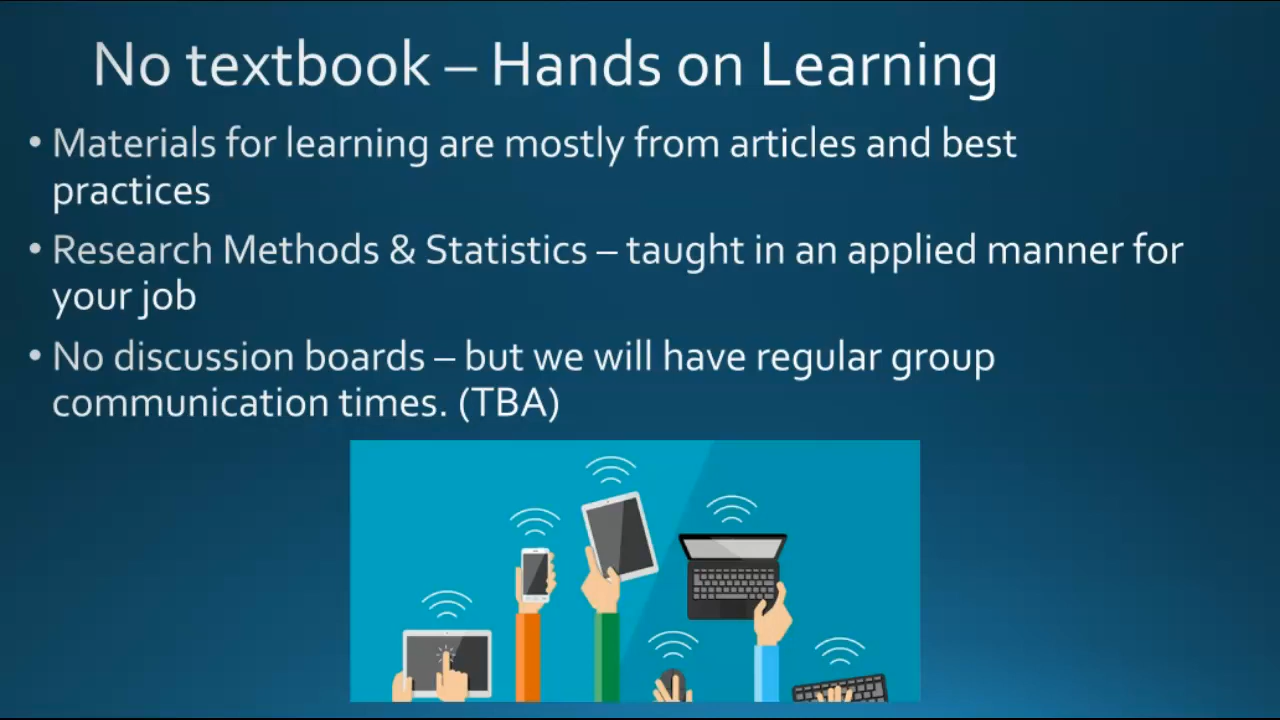 No textbook – Hands on Learning
• Materials for learning are mostly from articles and best
practices
• Research Methods & Statistics – taught in an applied manner for
your job
• No discussion boards – but we will have regular group
communication times. (TBA)